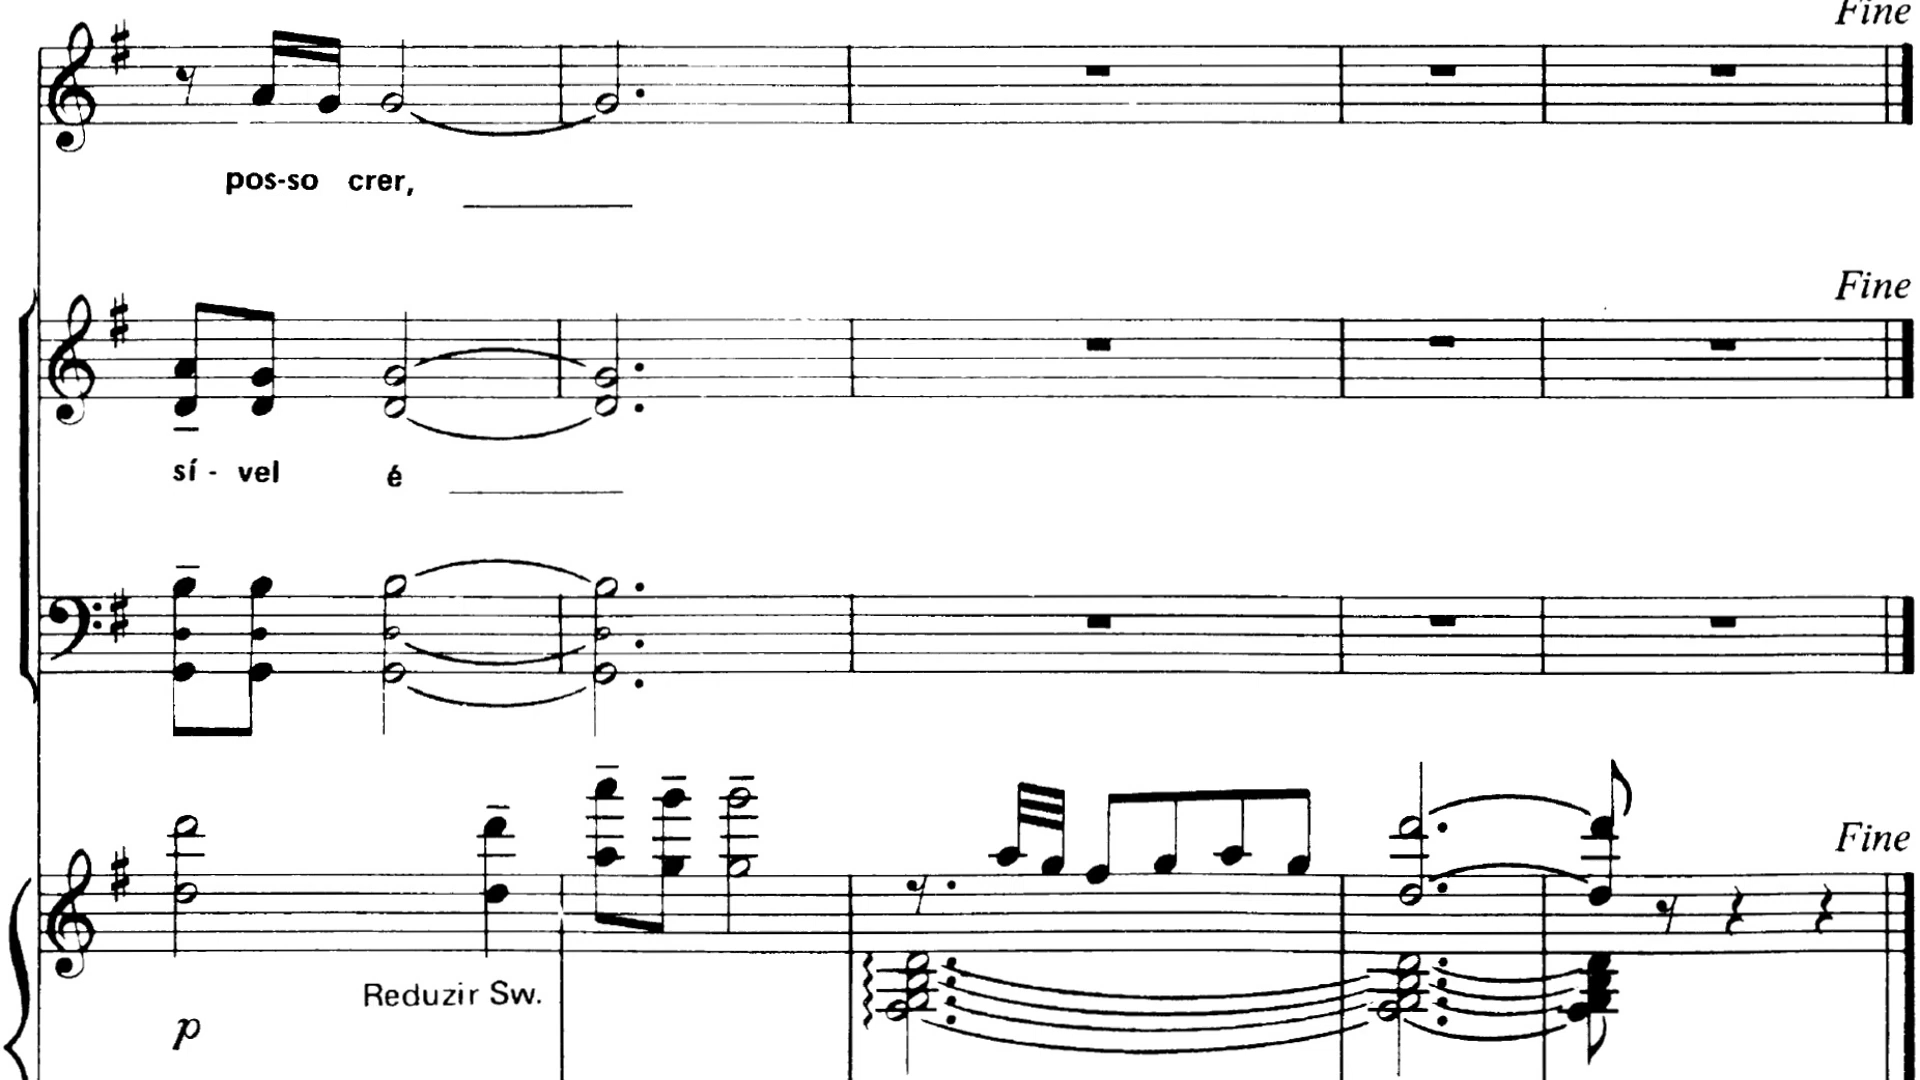 Fine
pos-so crer,
Fine
sí - vel é
Fine
Reduzir Sw.
p